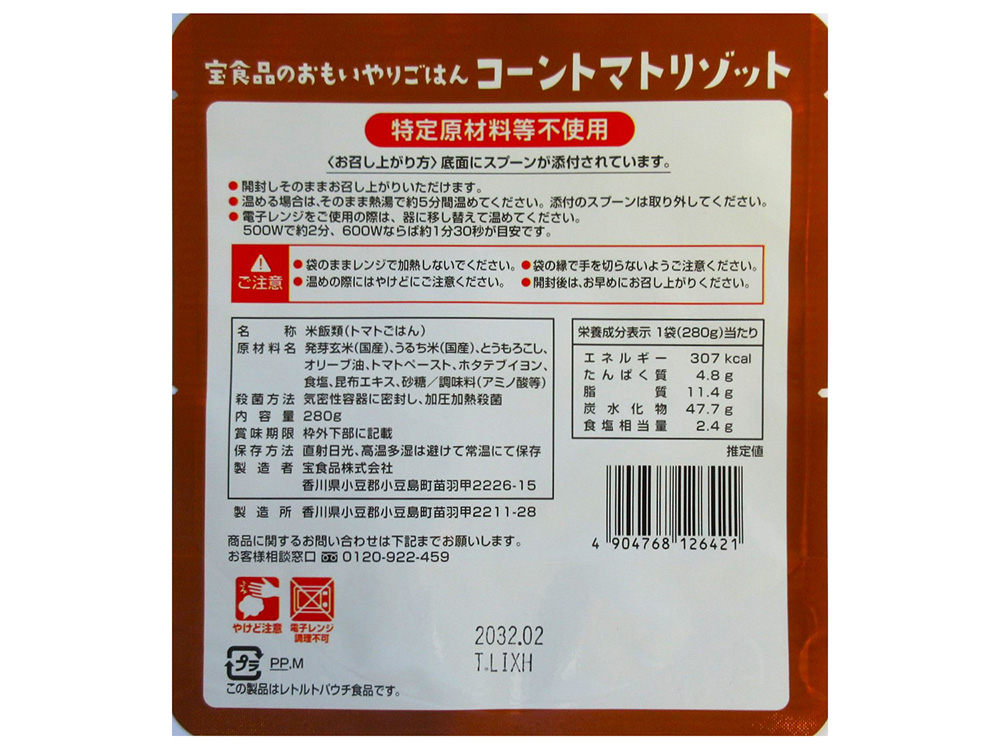 宝食品のおもいやりごはん コーントマトリゾット
特定原材料等不使用
〈お召し上がり方〉底面にスプーンが添付されています。
●開封しそのままお召し上がりいただけます。
●温める場合は、そのまま熱湯で約5分間温めてください。添付のスプーンは取り外してください。
●電子レンジをご使用の際は、器に移し替えて温めてください。
500Wで約2分、600Wならば約1分30秒が目安です。
ご注意
●袋のままレンジで加熱しないでください。●袋の縁で手を切らないようご注意ください。
●温めの際にはやけどにご注意ください。 ●開封後は、お早めにお召し上がりください。
名称 米飯類(トマトごはん)
原材料名 発芽玄米(国産)、うるち米(国産)、とうもろこし、
オリーブ油、トマトペースト、ホタテブイヨン、
食塩、昆布エキス、砂糖/調味料(アミノ酸等)
殺菌方法 気密性容器に密封し、加圧加熱殺菌
内容量 280g
賞味期限 枠外下部に記載
保存方法 直射日光、高温多湿は避けて常温にて保存
製造者 宝食品株式会社
香川県小豆郡小豆島町苗羽甲2226-15
製造所 香川県小豆郡小豆島町苗羽甲2211-28
栄養成分表示 1袋(280g)当たり
エネルギー 307 kcal
たんぱく質 4.8 g
脂質 11.4 g
炭水化物 47.7 g
食塩相当量 2.4 g
推定値
4 904768 126421
商品に関するお問い合わせは下記までお願いします。
お客様相談窓口 0120-922-459
やけど注意
電子レンジ
調理不可
2032.02
T.LIXH
プラ PP,M
この製品はレトルトパウチ食品です。